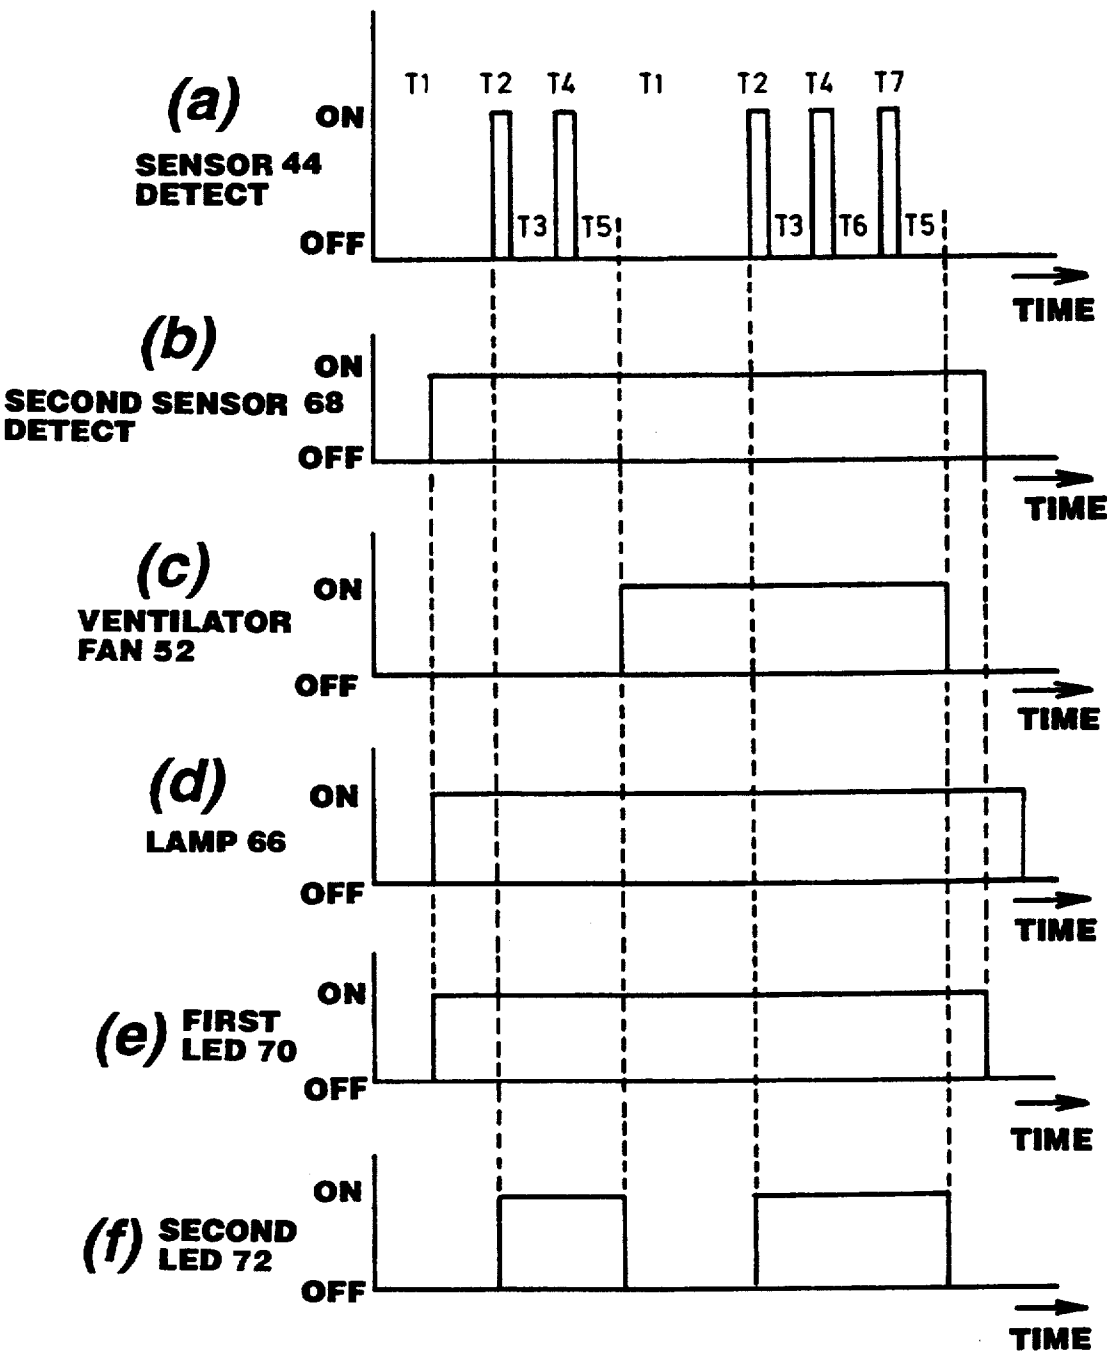 T1 T2 T4 T1 T2 T4 T7
(a)
ON
SENSOR 44
DETECT
T3 T5 T3 T6 T5
OFF
TIME
(b)
ON
SECOND SENSOR 68
DETECT
OFF
TIME
(c)
ON
VENTILATOR
FAN 52
OFF
TIME
(d)
ON
LAMP 66
OFF
TIME
ON
(e) FIRST
LED 70
OFF
TIME
ON
(f) SECOND
LED 72
OFF
TIME